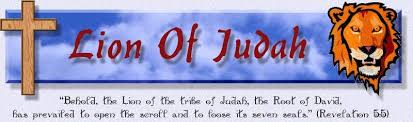 Lion Of Judah
"Behold, the Lion of the tribe of Judah, the Root of David,
has prevailed to open the scroll and to loose its seven seals." (Revelation 5:5)